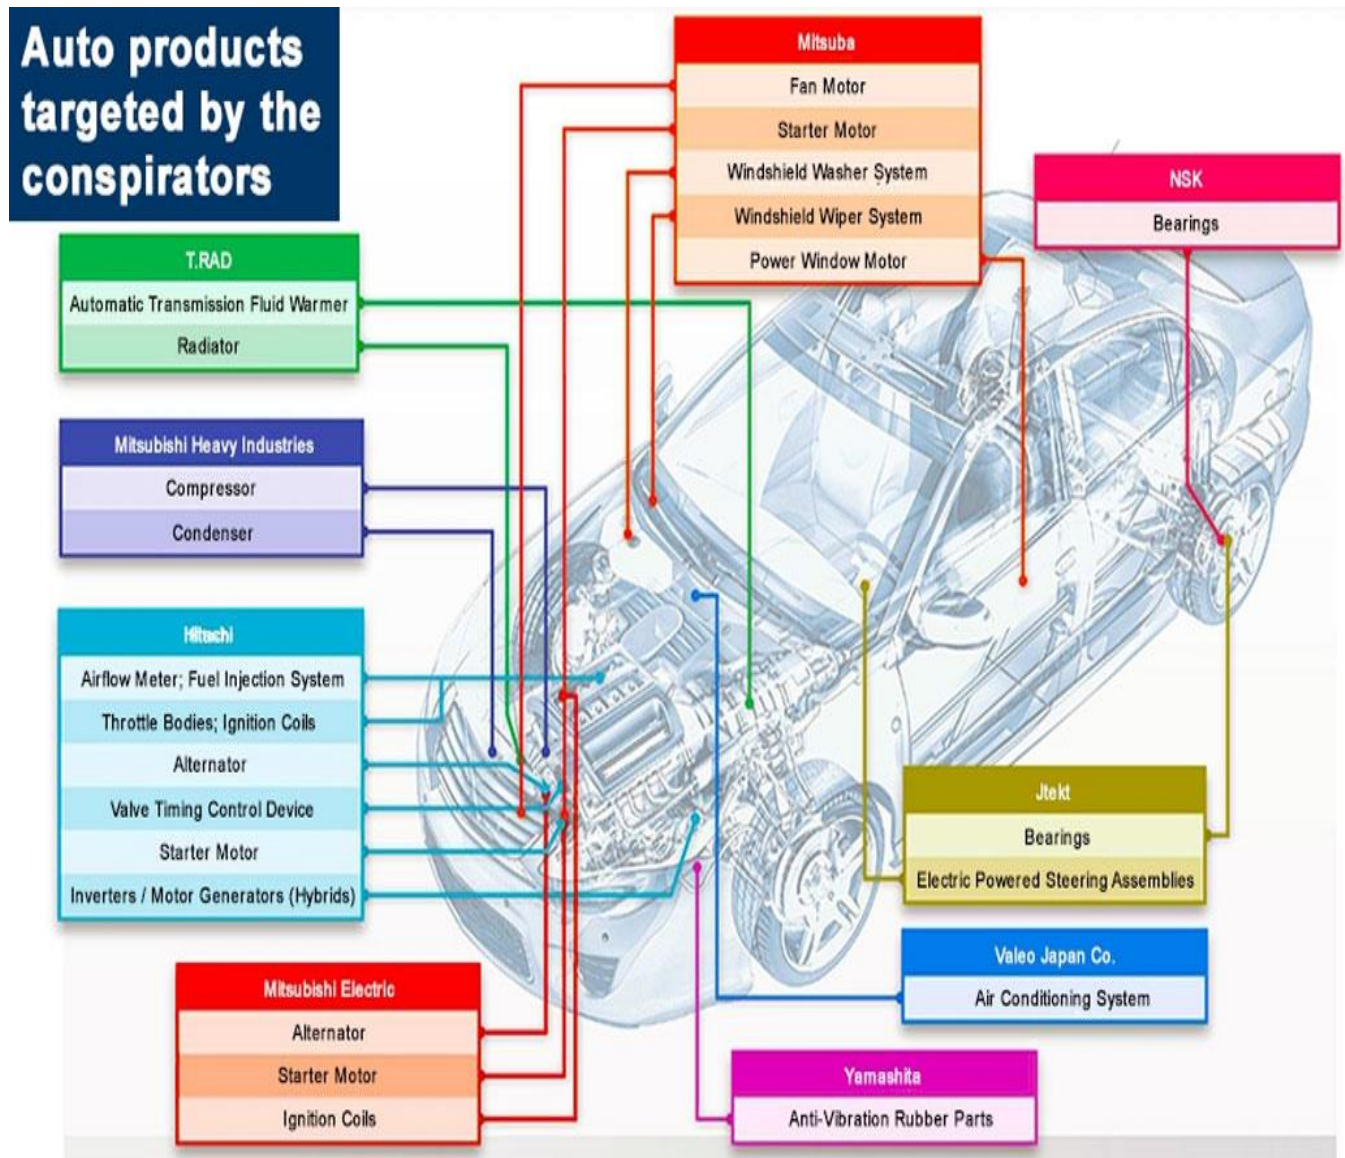 Auto products
targeted by the
conspirators
Mitsuba
Fan Motor
Starter Motor
Windshield Washer System
Windshield Wiper System
Power Window Motor
NSK
Bearings
T.RAD
Automatic Transmission Fluid Warmer
Radiator
Mitsubishi Heavy Industries
Compressor
Condenser
Hitachi
Airflow Meter; Fuel Injection System
Throttle Bodies; Ignition Coils
Alternator
Valve Timing Control Device
Starter Motor
Inverters / Motor Generators (Hybrids)
Jtekt
Bearings
Electric Powered Steering Assemblies
Valeo Japan Co.
Air Conditioning System
Mitsubishi Electric
Alternator
Starter Motor
Ignition Coils
Yamashita
Anti-Vibration Rubber Parts